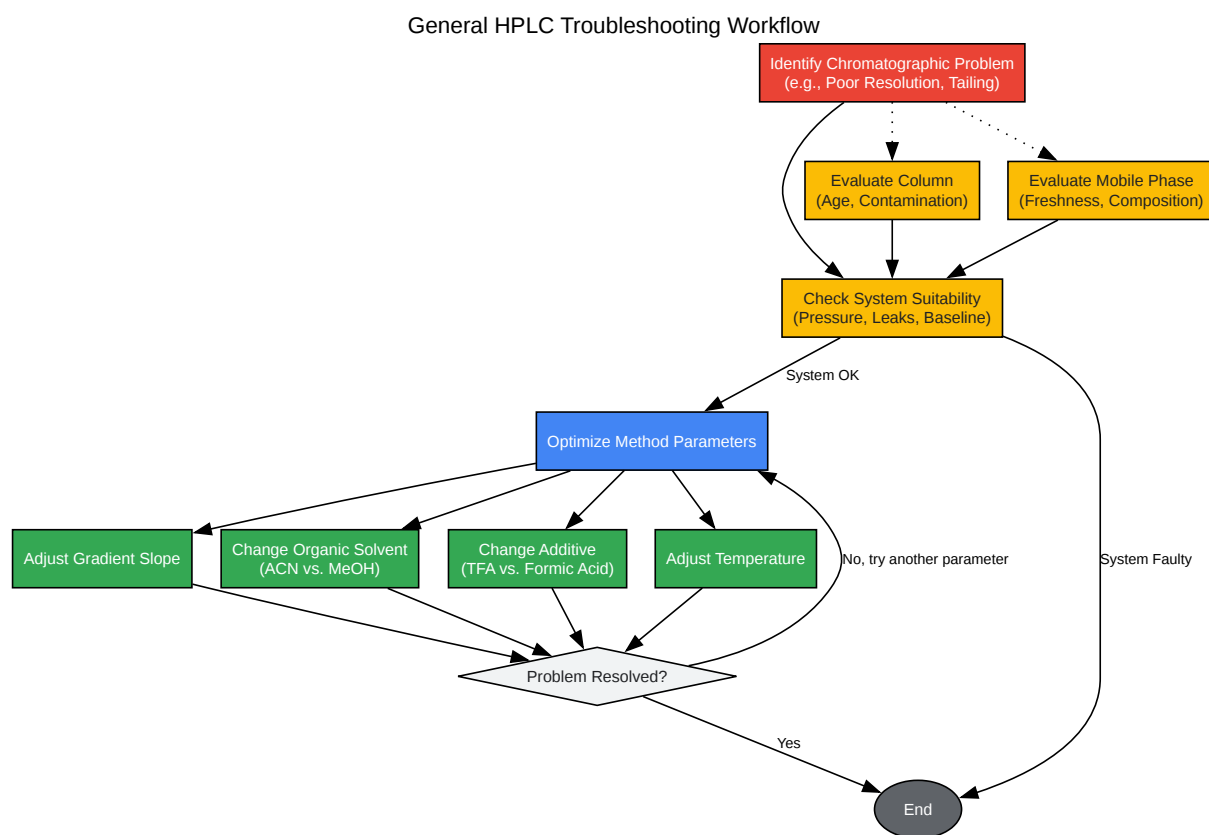 General HPLC Troubleshooting Workflow
Identify Chromatographic Problem
(e.g., Poor Resolution, Tailing)
Evaluate Column
(Age, Contamination)
Evaluate Mobile Phase
(Freshness, Composition)
Check System Suitability
(Pressure, Leaks, Baseline)
System OK
Optimize Method Parameters
Adjust Gradient Slope
Change Organic Solvent
(ACN vs. MeOH)
Change Additive
(TFA vs. Formic Acid)
Adjust Temperature
No, try another parameter
System Faulty
Problem Resolved?
Yes
End